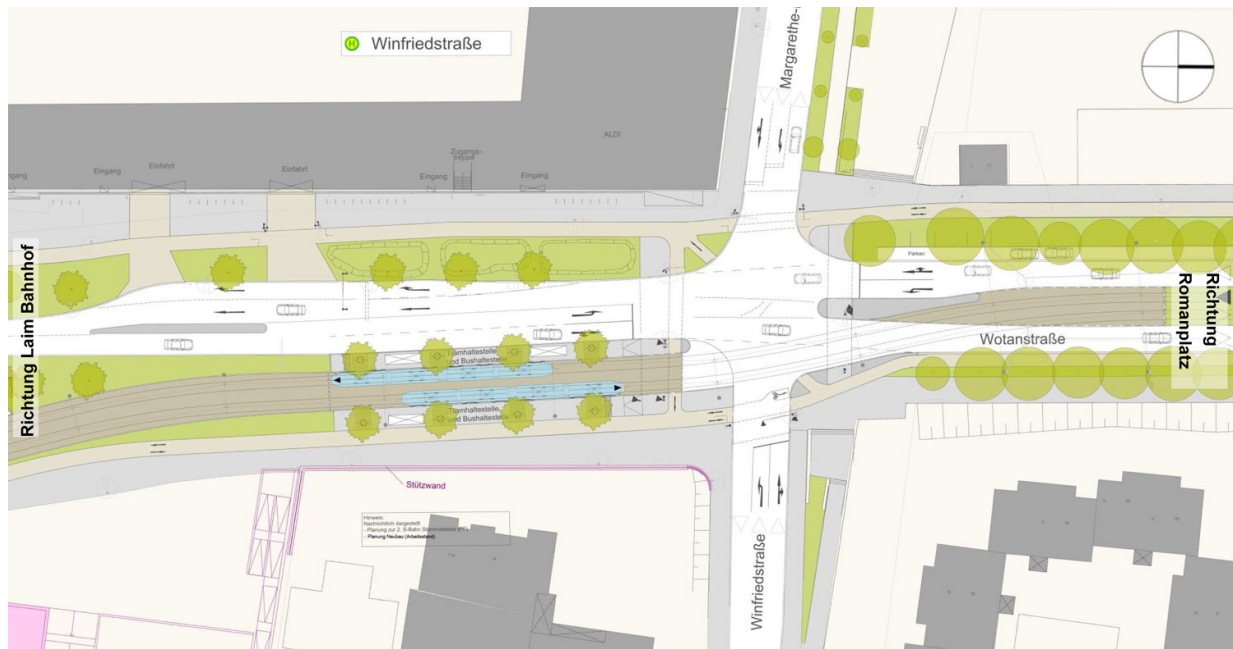 H Winfriedstraße
Margarethe-
ALDI
Zugangs-
treppe
Eingang
Eingang
Einfahrt
Einfahrt
Eingang
Eingang
Parken
Richtung Laim Bahnhof
Richtung
Romanplatz
Wotanstraße
Tramhaltestelle
und Bushaltestelle
Tramhaltestelle
und Bushaltestelle
Stützwand
Hinweis:
Nachrichtlich dargestellt
- Planung zur 2. S-Bahn Stammstrecke
- Planung Neubau (Arbeitsstand)
Winfriedstraße